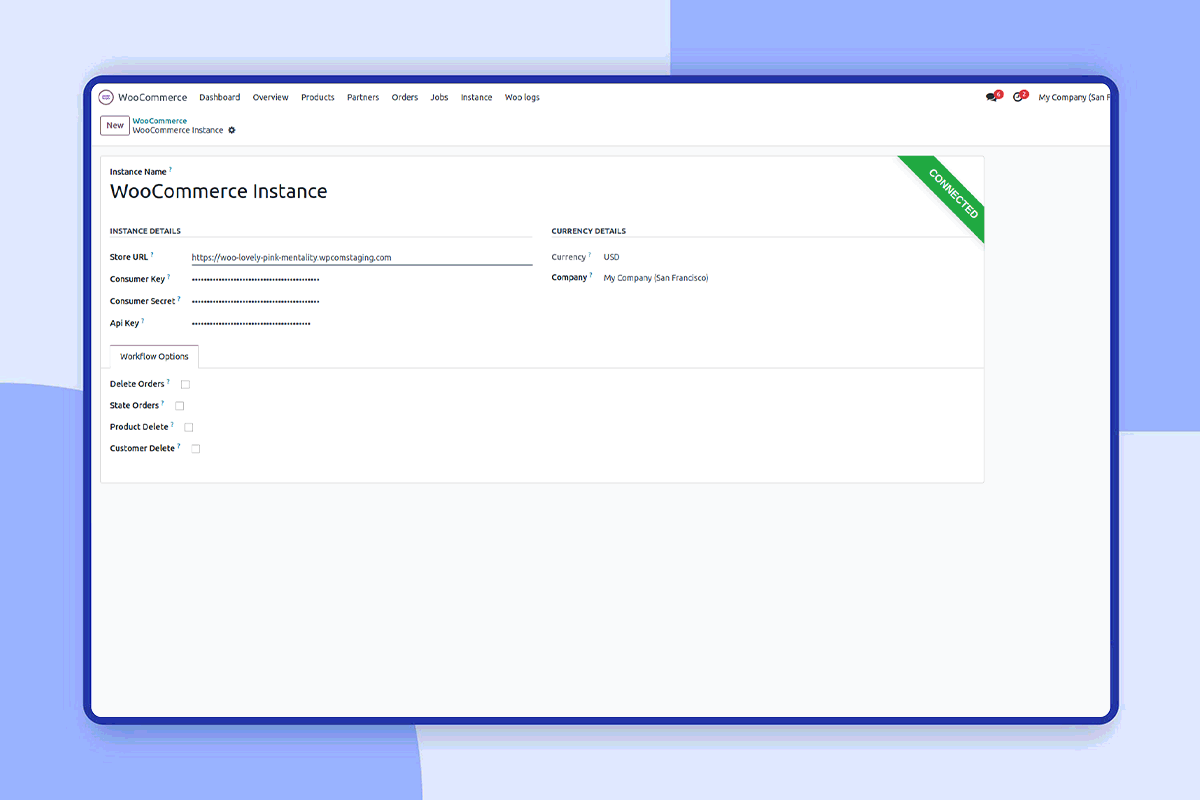 WooCommerce Dashboard Overview Products Partners Orders Jobs Instance Woo logs 6 2 My Company (San F
New WooCommerce
WooCommerce Instance
Instance Name ?
WooCommerce Instance
CONNECTED
INSTANCE DETAILS
Store URL ? https://woo-lovely-pink-mentality.wpcomstaging.com
Consumer Key ?
Consumer Secret ?
Api Key ?
CURRENCY DETAILS
Currency ? USD
Company ? My Company (San Francisco)
Workflow Options
Delete Orders ?
State Orders ?
Product Delete ?
Customer Delete ?